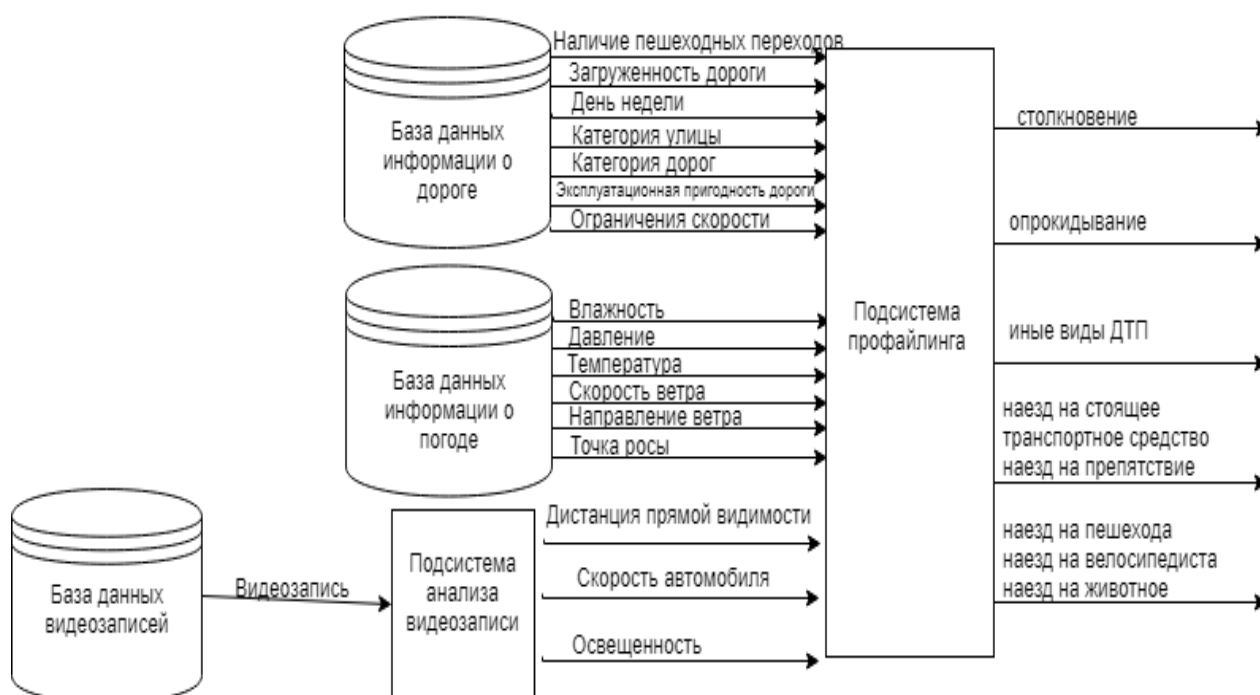 Наличие пешеходных переходов
Загруженность дороги
День недели
Категория улицы
Категория дорог
Эксплуатационная пригодность дороги
Ограничения скорости
База данных
информации о
дороге
Влажность
Давление
Температура
Скорость ветра
Направление ветра
Точка росы
База данных
информации о
погоде
База данных
видеозаписей
Видеозапись
Подсистема
анализа
видеозаписи
Дистанция прямой видимости
Скорость автомобиля
Освещенность
Подсистема
профайлинга
столкновение
опрокидывание
иные виды ДТП
наезд на стоящее
транспортное средство
наезд на препятствие
наезд на пешехода
наезд на велосипедиста
наезд на животное